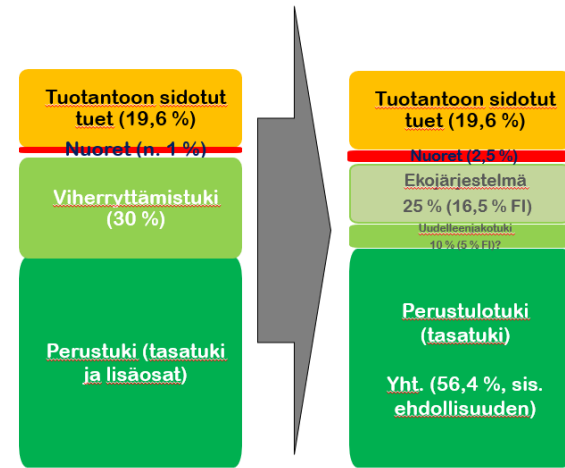 Tuotantoon sidotut
tuet (19,6 %)
Nuoret (n. 1 %)
Viherryttämistuki
(30 %)
Perustuki (tasatuki
ja lisäosat)
Tuotantoon sidotut
tuet (19,6 %)
Nuoret (2,5 %)
Ekojärjestelmä
25 % (16,5 % FI)
Uudelleenjakotuki
10 % (5 % FI)?
Perustulotuki
(tasatuki)
Yht. (56,4 %, sis.
ehdollisuuden)